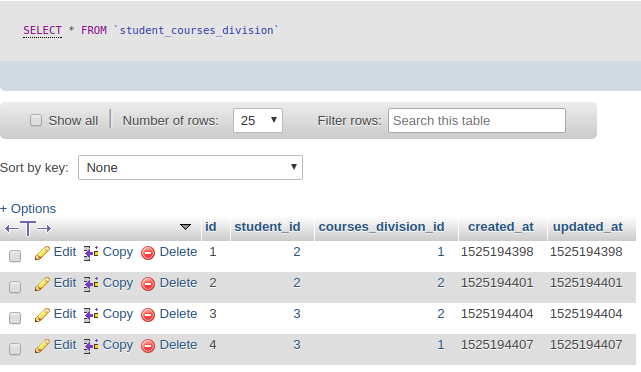 SELECT * FROM `student_courses_division`
Show all Number of rows: 25 Filter rows: Search this table
Sort by key: None
+ Options
id student_id courses_division_id created_at updated_at
Edit Copy Delete 1 2 1 1525194398 1525194398
Edit Copy Delete 2 2 2 1525194401 1525194401
Edit Copy Delete 3 3 2 1525194404 1525194404
Edit Copy Delete 4 3 1 1525194407 1525194407